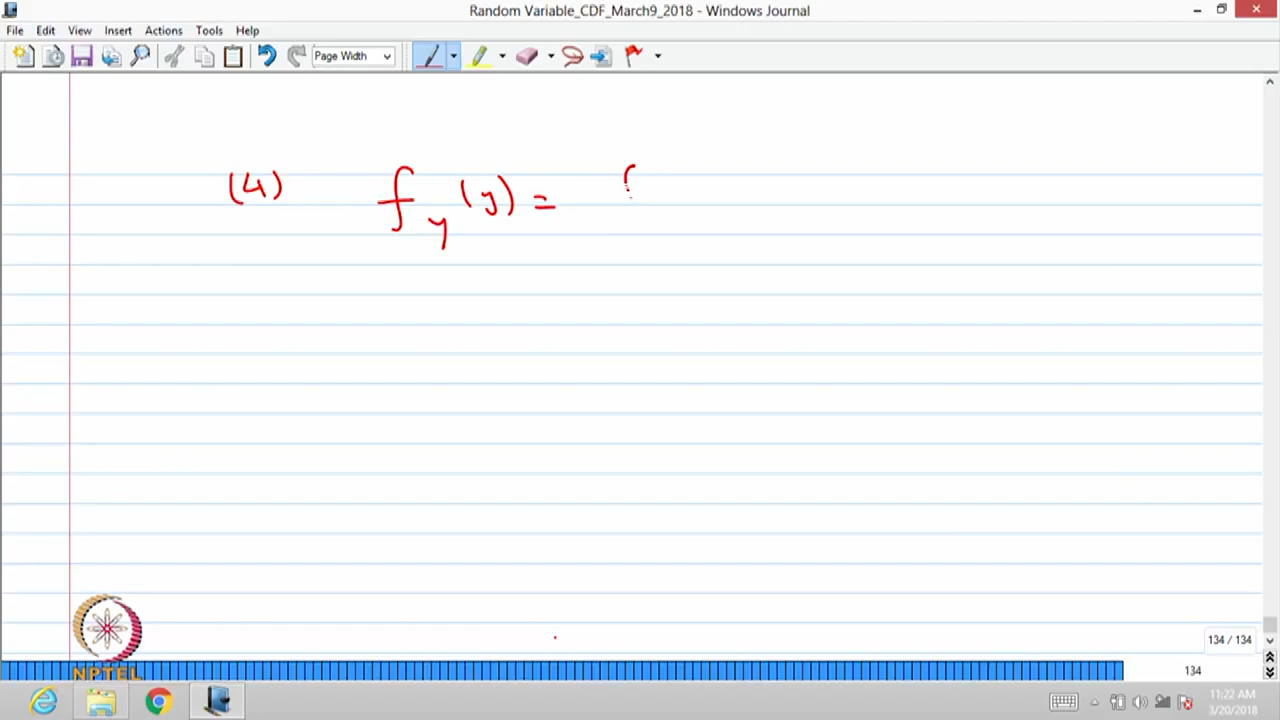 Random Variable_CDF_March9_2018 - Windows Journal
File Edit View Insert Actions Tools Help
Page Width
(4) f_y(y) = {
134 / 134
NPTEL
134
11:22 AM
3/20/2018